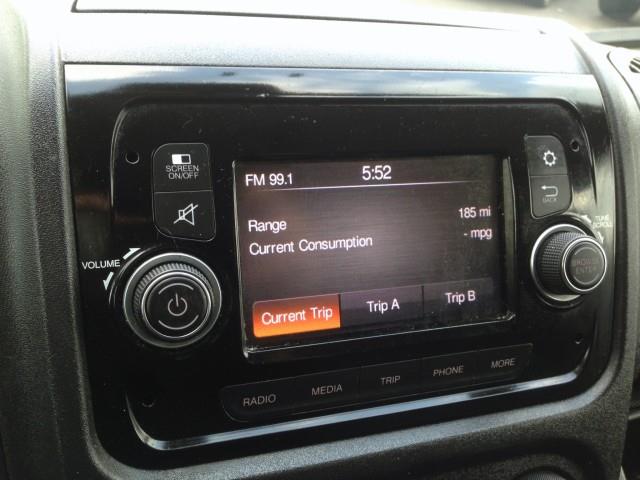 SCREEN
ON/OFF
VOLUME
FM 99.1 5:52
Range 185 mi
Current Consumption - mpg
Current Trip Trip A Trip B
BACK
TUNE
SCROLL
BROWSE
ENTER
RADIO MEDIA TRIP PHONE MORE